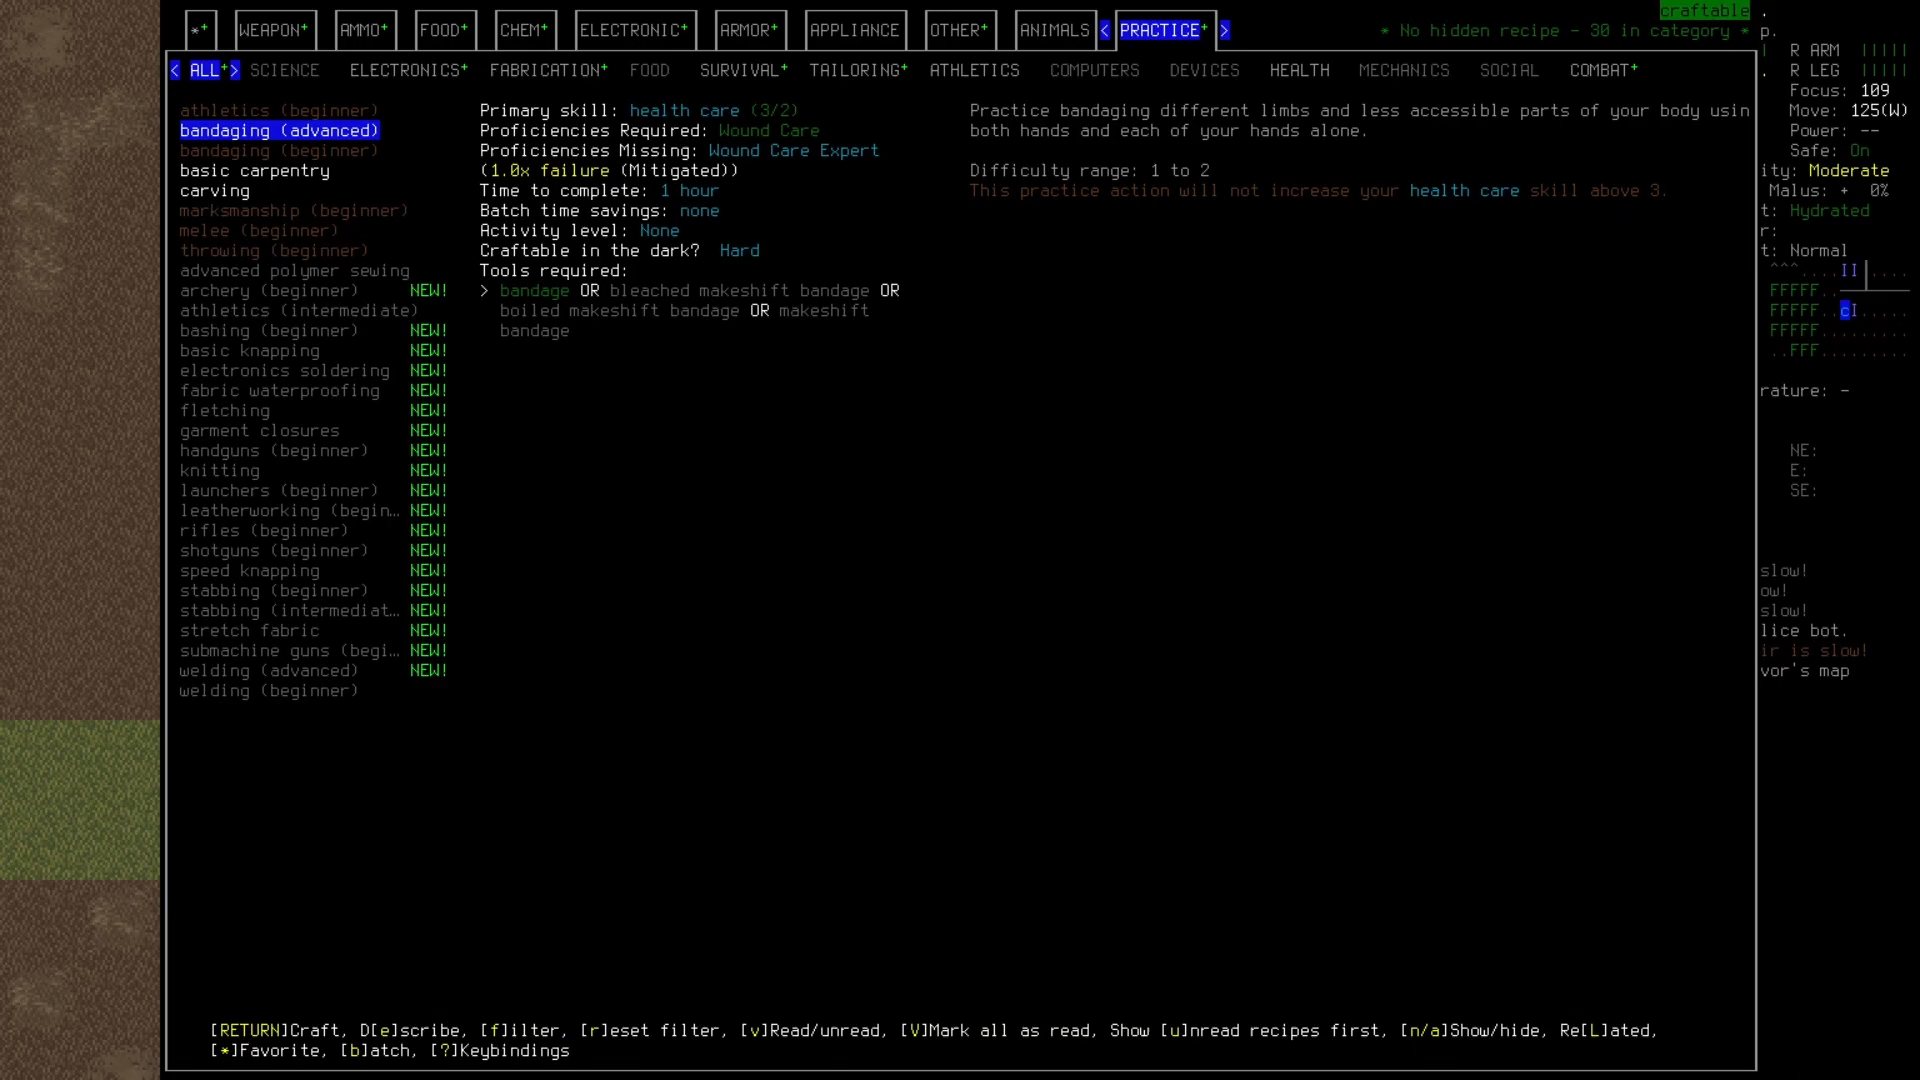 craftable .
*+ WEAPON+ AMMO+ FOOD+ CHEM+ ELECTRONIC+ ARMOR+ APPLIANCE OTHER+ ANIMALS < PRACTICE+ > * No hidden recipe - 30 in category * p.
R ARM |||||
< ALL+> SCIENCE ELECTRONICS+ FABRICATION+ FOOD SURVIVAL+ TAILORING+ ATHLETICS COMPUTERS DEVICES HEALTH MECHANICS SOCIAL COMBAT+ . R LEG |||||
Focus: 109
athletics (beginner) Primary skill: health care (3/2) Practice bandaging different limbs and less accessible parts of your body usin Move: 125(W)
bandaging (advanced) Proficiencies Required: Wound Care both hands and each of your hands alone. Power: --
bandaging (beginner) Proficiencies Missing: Wound Care Expert Safe: On
basic carpentry (1.0x failure (Mitigated)) Difficulty range: 1 to 2 ity: Moderate
carving Time to complete: 1 hour This practice action will not increase your health care skill above 3. Malus: + 0%
marksmanship (beginner) Batch time savings: none t: Hydrated
melee (beginner) Activity level: None r:
throwing (beginner) Craftable in the dark? Hard t: Normal
advanced polymer sewing Tools required: ^^^....II|....
archery (beginner) NEW! > bandage OR bleached makeshift bandage OR FFFFF..
athletics (intermediate) boiled makeshift bandage OR makeshift FFFFF..cI.....
bashing (beginner) NEW! bandage FFFFF.........
basic knapping NEW! ..FFF.........
electronics soldering NEW!
fabric waterproofing NEW! rature: -
fletching NEW!
garment closures NEW!
handguns (beginner) NEW! NE:
knitting NEW! E:
launchers (beginner) NEW! SE:
leatherworking (begin… NEW!
rifles (beginner) NEW!
shotguns (beginner) NEW!
speed knapping NEW! slow!
stabbing (beginner) NEW! ow!
stabbing (intermediat… NEW! slow!
stretch fabric NEW! lice bot.
submachine guns (begi… NEW! ir is slow!
welding (advanced) NEW! vor's map
welding (beginner)
[RETURN]Craft, D[e]scribe, [f]ilter, [r]eset filter, [v]Read/unread, [V]Mark all as read, Show [u]nread recipes first, [n/a]Show/hide, Re[L]ated,
[*]Favorite, [b]atch, [?]Keybindings